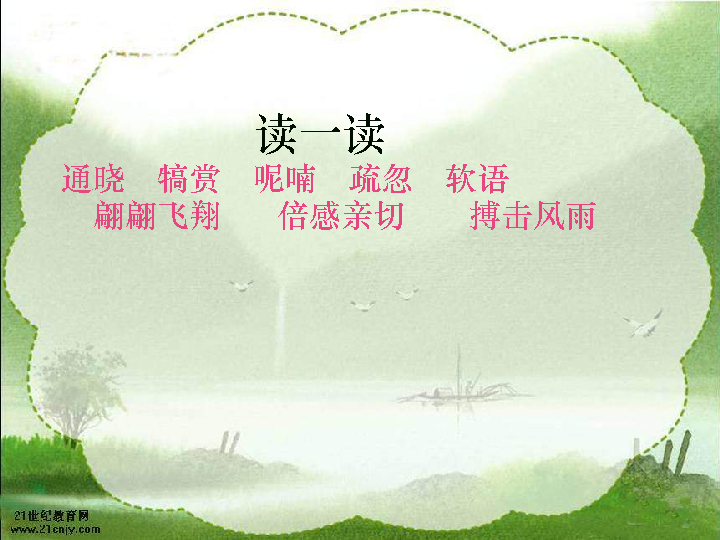 读一读
通晓 犒赏 呢喃 疏忽 软语
翩翩飞翔 倍感亲切 搏击风雨
21世纪教育网
www.21cnjy.com